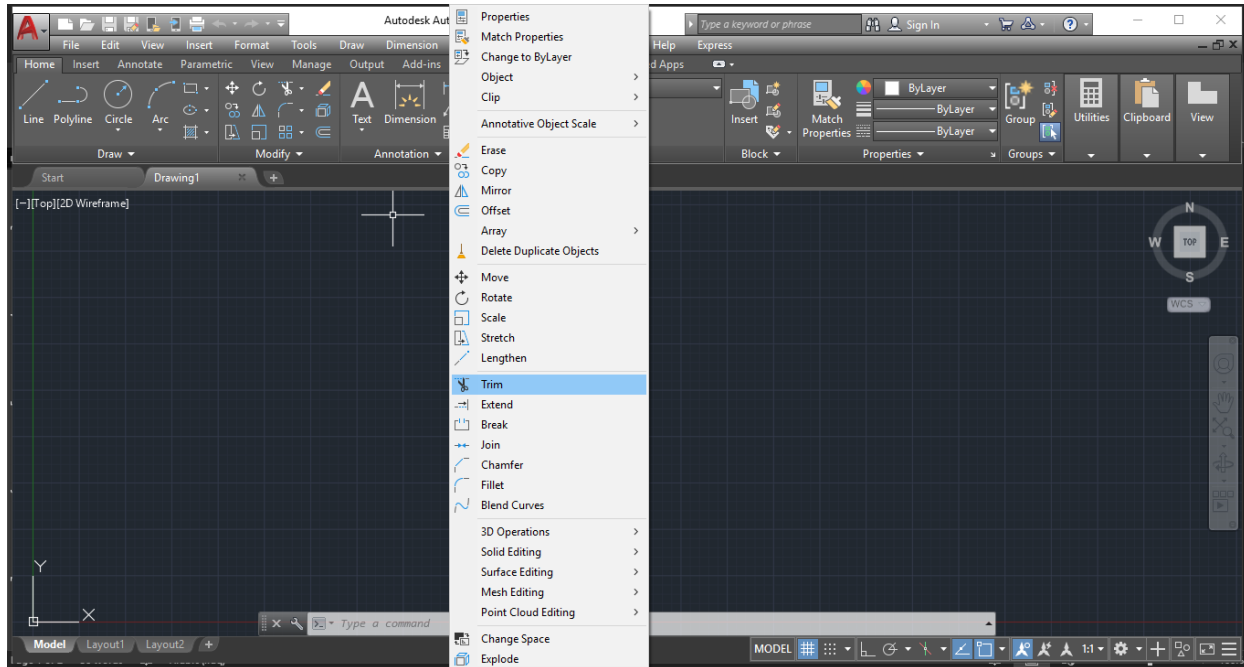 Autodesk Aut
Type a keyword or phrase
Sign In
File Edit View Insert Format Tools Draw Dimension
Help Express
Home Insert Annotate Parametric View Manage Output Add-ins
d Apps
Line Polyline Circle Arc
Text Dimension
Insert
Match
Properties
ByLayer
ByLayer
ByLayer
Group
Utilities Clipboard View
Draw Modify Annotation
Block Properties Groups
Start Drawing1
[−][Top][2D Wireframe]
Properties
Match Properties
Change to ByLayer
Object
Clip
Annotative Object Scale
Erase
Copy
Mirror
Offset
Array
Delete Duplicate Objects
Move
Rotate
Scale
Stretch
Lengthen
Trim
Extend
Break
Join
Chamfer
Fillet
Blend Curves
3D Operations
Solid Editing
Surface Editing
Mesh Editing
Point Cloud Editing
Change Space
Explode
N
W TOP E
S
WCS
Y
X
Type a command
Model Layout1 Layout2
MODEL 1:1